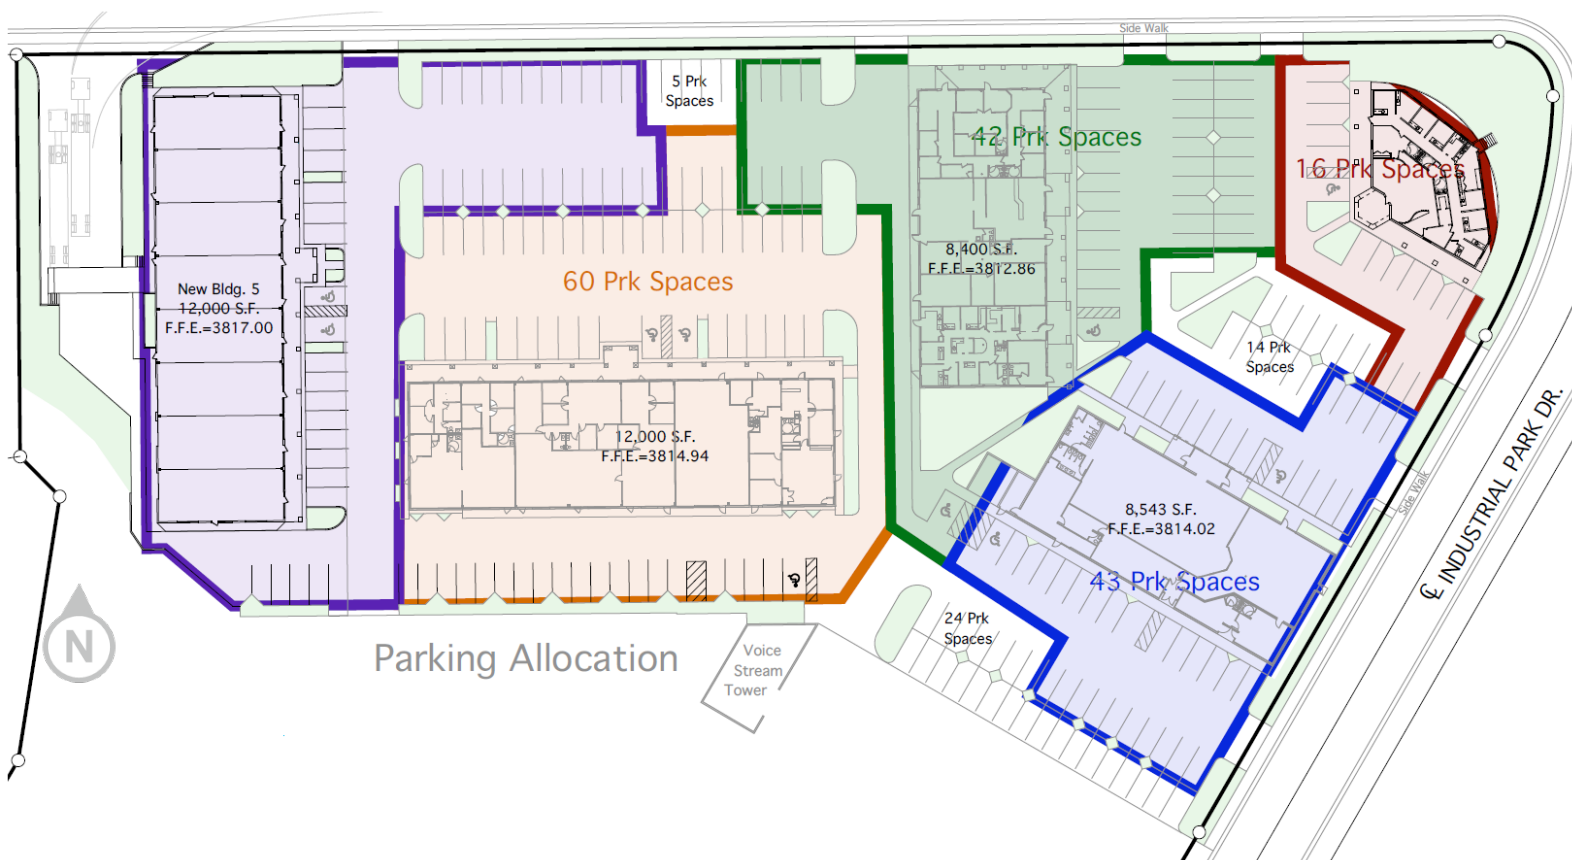 Side Walk
5 Prk
Spaces
42 Prk Spaces
16 Prk Spaces
8,400 S.F.
F.F.E.=3812.86
60 Prk Spaces
New Bldg. 5
12,000 S.F.
F.F.E.=3817.00
14 Prk
Spaces
12,000 S.F.
F.F.E.=3814.94
8,543 S.F.
F.F.E.=3814.02
43 Prk Spaces
Side Walk
℄ INDUSTRIAL PARK DR.
24 Prk
Spaces
N
Parking Allocation
Voice
Stream
Tower